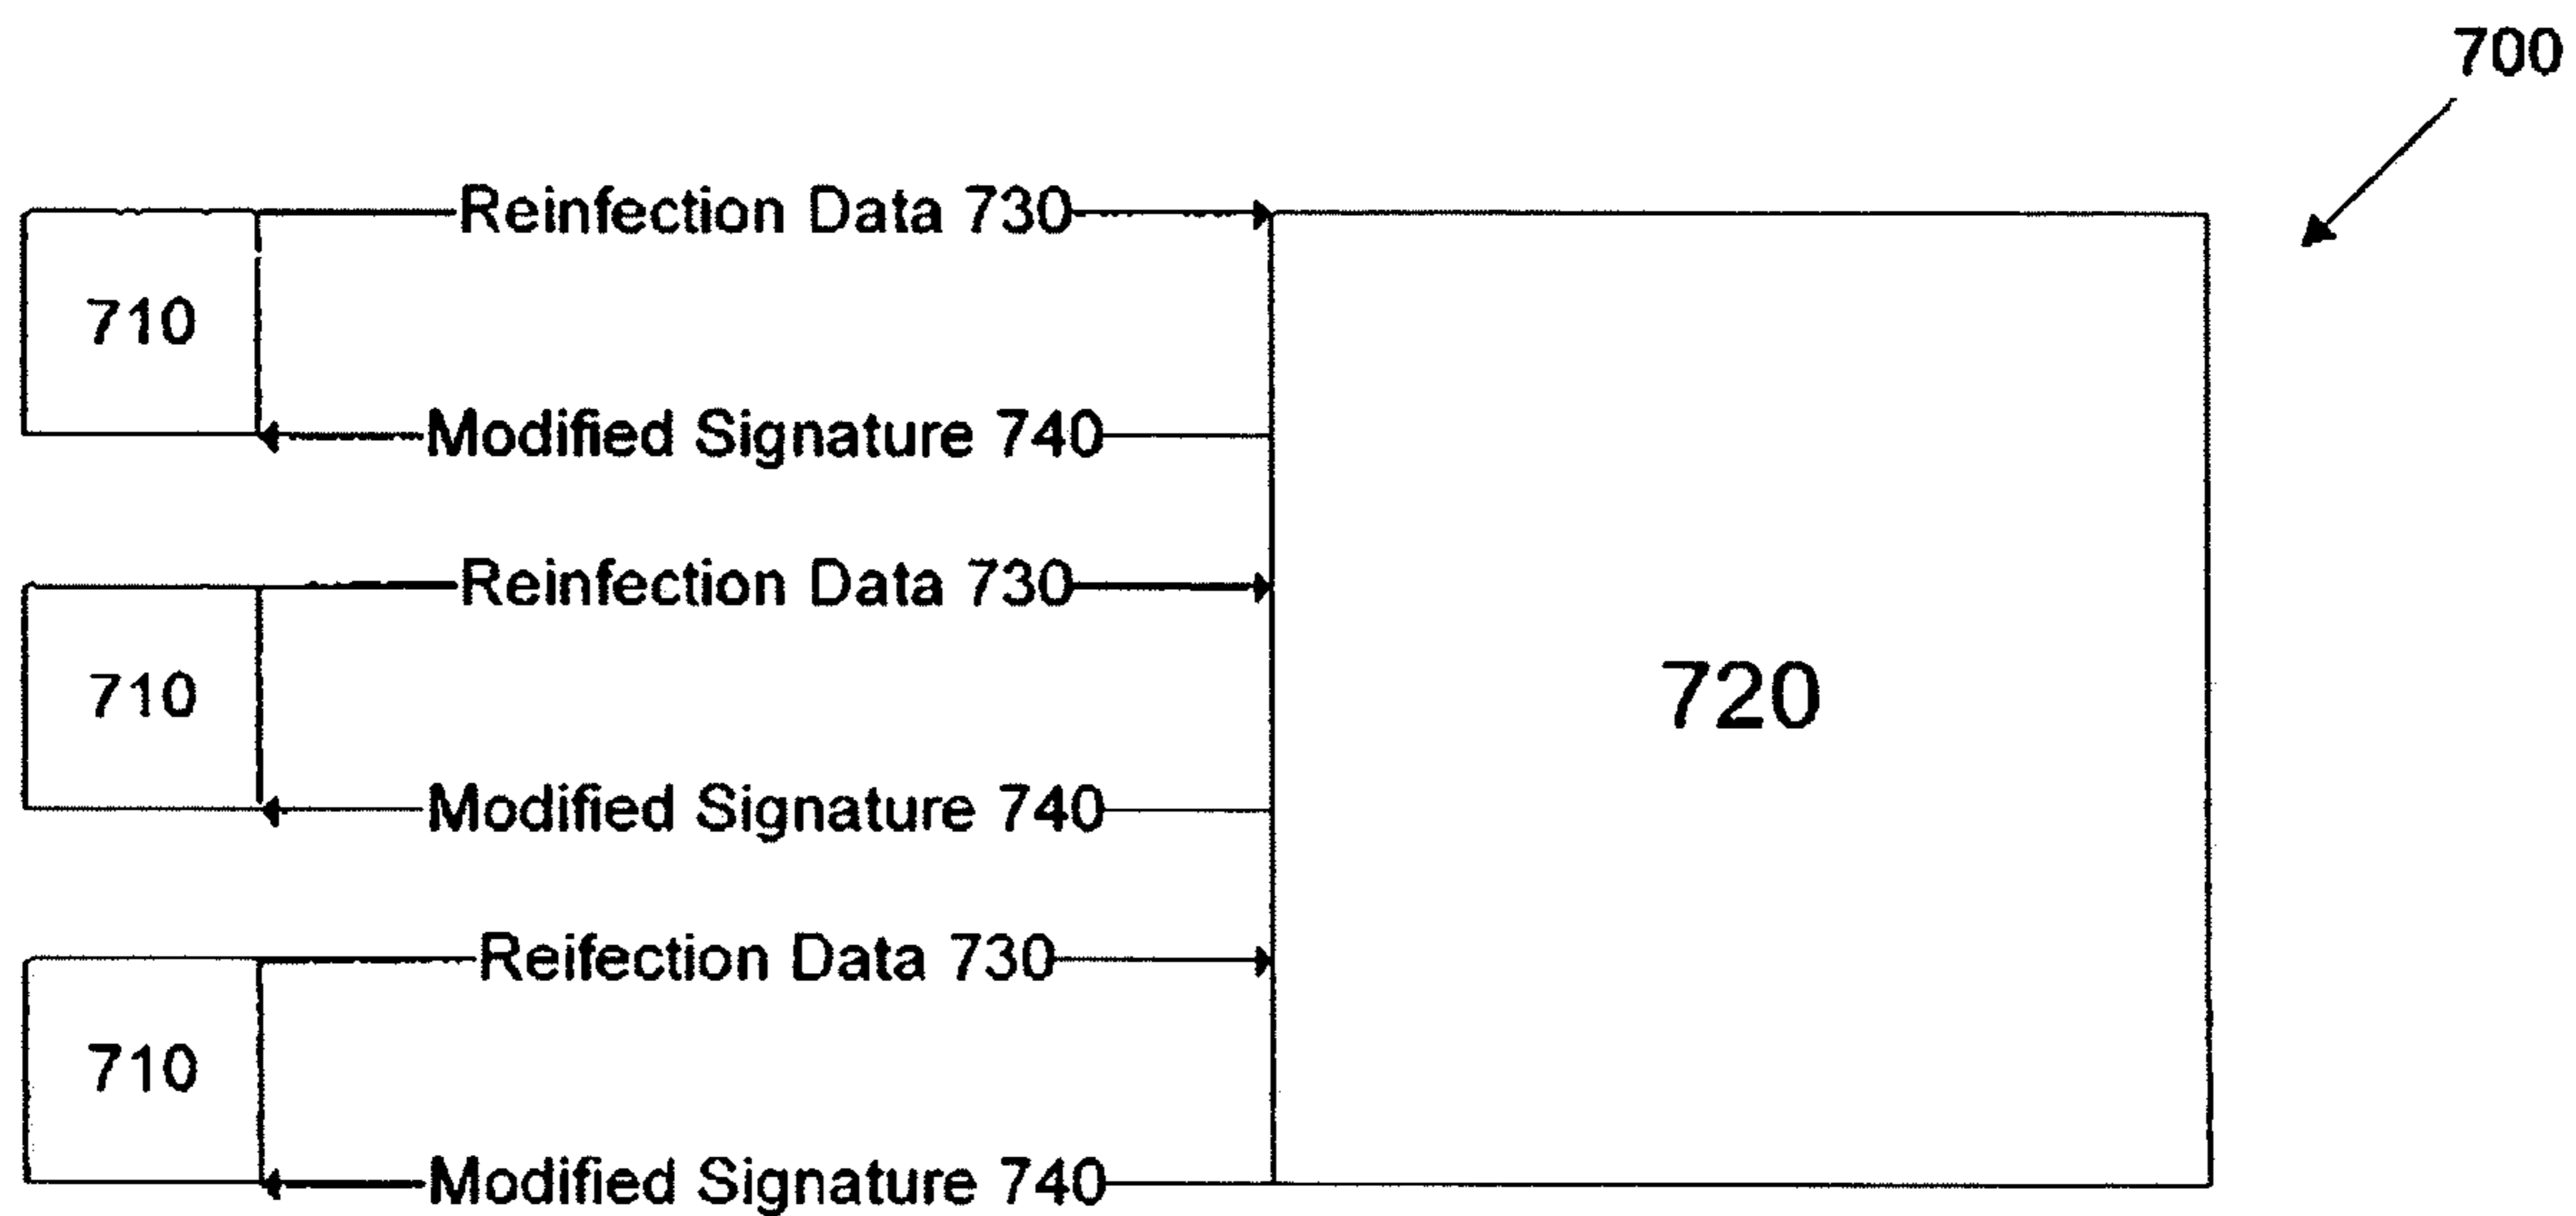 700
Reinfection Data 730
710
Modified Signature 740
Reinfection Data 730
710
720
Modified Signature 740
Reifection Data 730
710
Modified Signature 740